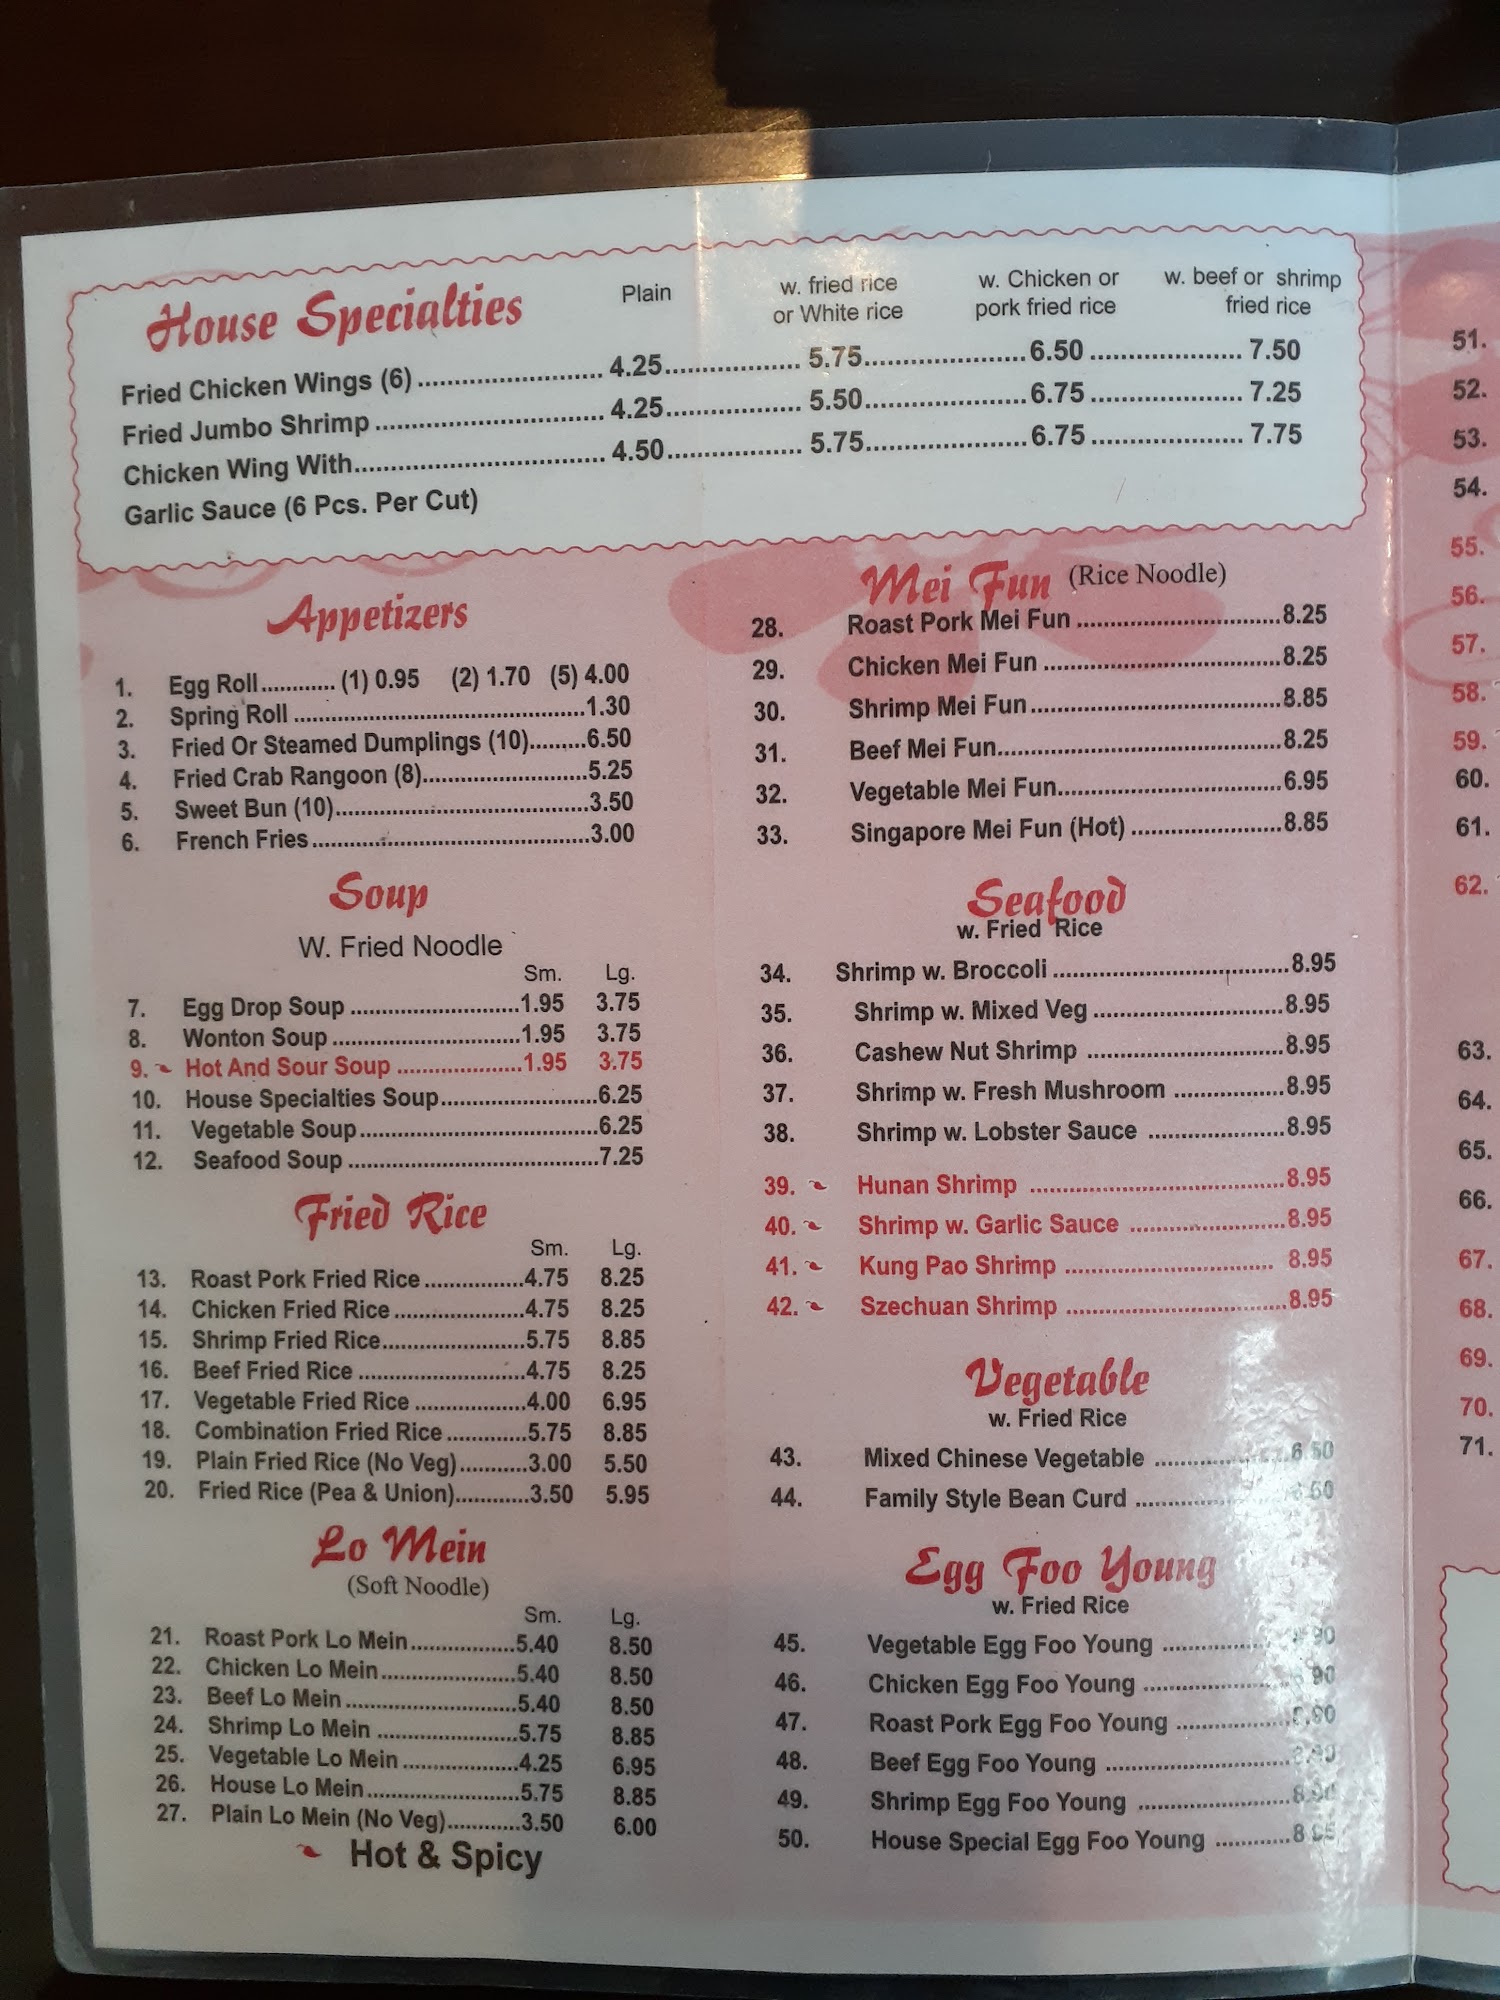 House Specialties
Plain
w. fried rice
or White rice
w. Chicken or
pork fried rice
w. beef or shrimp
fried rice
Fried Chicken Wings (6) 4.25 5.75 6.50 7.50
Fried Jumbo Shrimp 4.25 5.50 6.75 7.25
Chicken Wing With 4.50 5.75 6.75 7.75
Garlic Sauce (6 Pcs. Per Cut)
Appetizers
1. Egg Roll (1) 0.95 (2) 1.70 (5) 4.00
2. Spring Roll 1.30
3. Fried Or Steamed Dumplings (10) 6.50
4. Fried Crab Rangoon (8) 5.25
5. Sweet Bun (10) 3.50
6. French Fries 3.00
Soup
W. Fried Noodle
Sm. Lg.
7. Egg Drop Soup 1.95 3.75
8. Wonton Soup 1.95 3.75
9. Hot And Sour Soup 1.95 3.75
10. House Specialties Soup 6.25
11. Vegetable Soup 6.25
12. Seafood Soup 7.25
Fried Rice
Sm. Lg.
13. Roast Pork Fried Rice 4.75 8.25
14. Chicken Fried Rice 4.75 8.25
15. Shrimp Fried Rice 5.75 8.85
16. Beef Fried Rice 4.75 8.25
17. Vegetable Fried Rice 4.00 6.95
18. Combination Fried Rice 5.75 8.85
19. Plain Fried Rice (No Veg) 3.00 5.50
20. Fried Rice (Pea & Union) 3.50 5.95
Lo Mein
(Soft Noodle)
Sm. Lg.
21. Roast Pork Lo Mein 5.40 8.50
22. Chicken Lo Mein 5.40 8.50
23. Beef Lo Mein 5.40 8.50
24. Shrimp Lo Mein 5.75 8.85
25. Vegetable Lo Mein 4.25 6.95
26. House Lo Mein 5.75 8.85
27. Plain Lo Mein (No Veg) 3.50 6.00
Hot & Spicy
Mei Fun (Rice Noodle)
28. Roast Pork Mei Fun 8.25
29. Chicken Mei Fun 8.25
30. Shrimp Mei Fun 8.85
31. Beef Mei Fun 8.25
32. Vegetable Mei Fun 6.95
33. Singapore Mei Fun (Hot) 8.85
Seafood
w. Fried Rice
34. Shrimp w. Broccoli 8.95
35. Shrimp w. Mixed Veg 8.95
36. Cashew Nut Shrimp 8.95
37. Shrimp w. Fresh Mushroom 8.95
38. Shrimp w. Lobster Sauce 8.95
39. Hunan Shrimp 8.95
40. Shrimp w. Garlic Sauce 8.95
41. Kung Pao Shrimp 8.95
42. Szechuan Shrimp 8.95
Vegetable
w. Fried Rice
43. Mixed Chinese Vegetable
44. Family Style Bean Curd
Egg Foo Young
w. Fried Rice
45. Vegetable Egg Foo Young
46. Chicken Egg Foo Young
47. Roast Pork Egg Foo Young
48. Beef Egg Foo Young
49. Shrimp Egg Foo Young
50. House Special Egg Foo Young
51.
52.
53.
54.
55.
56.
57.
58.
59.
60.
61.
62.
63.
64.
65.
66.
67.
68.
69.
70.
71.